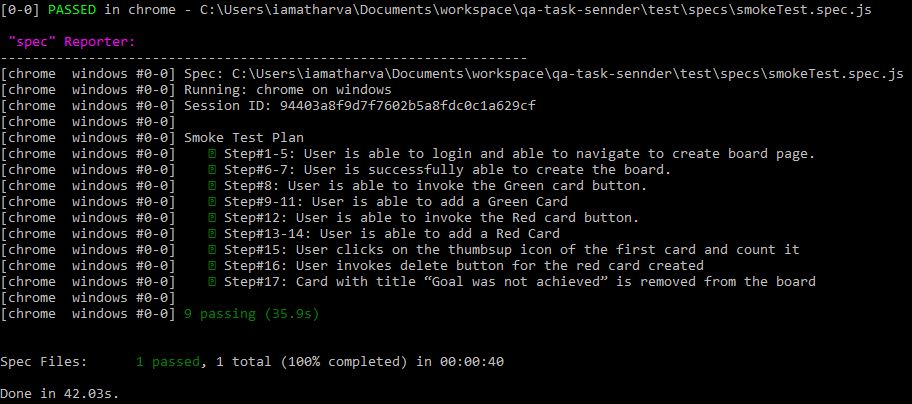 [0-0] PASSED in chrome - C:\Users\iamatharva\Documents\workspace\qa-task-sennder\test\specs\smokeTest.spec.js
"spec" Reporter:
------------------------------------------------------------------
[chrome  windows #0-0] Spec: C:\Users\iamatharva\Documents\workspace\qa-task-sennder\test\specs\smokeTest.spec.js
[chrome  windows #0-0] Running: chrome on windows
[chrome  windows #0-0] Session ID: 94403a8f9d7f7602b5a8fdc0c1a629cf
[chrome  windows #0-0]
[chrome  windows #0-0] Smoke Test Plan
[chrome  windows #0-0]    Step#1-5: User is able to login and able to navigate to create board page.
[chrome  windows #0-0]    Step#6-7: User is successfully able to create the board.
[chrome  windows #0-0]    Step#8: User is able to invoke the Green card button.
[chrome  windows #0-0]    Step#9-11: User is able to add a Green Card
[chrome  windows #0-0]    Step#12: User is able to invoke the Red card button.
[chrome  windows #0-0]    Step#13-14: User is able to add a Red Card
[chrome  windows #0-0]    Step#15: User clicks on the thumbsup icon of the first card and count it
[chrome  windows #0-0]    Step#16: User invokes delete button for the red card created
[chrome  windows #0-0]    Step#17: Card with title “Goal was not achieved” is removed from the board
[chrome  windows #0-0]
[chrome  windows #0-0] 9 passing (35.9s)
Spec Files:      1 passed, 1 total (100% completed) in 00:00:40
Done in 42.03s.